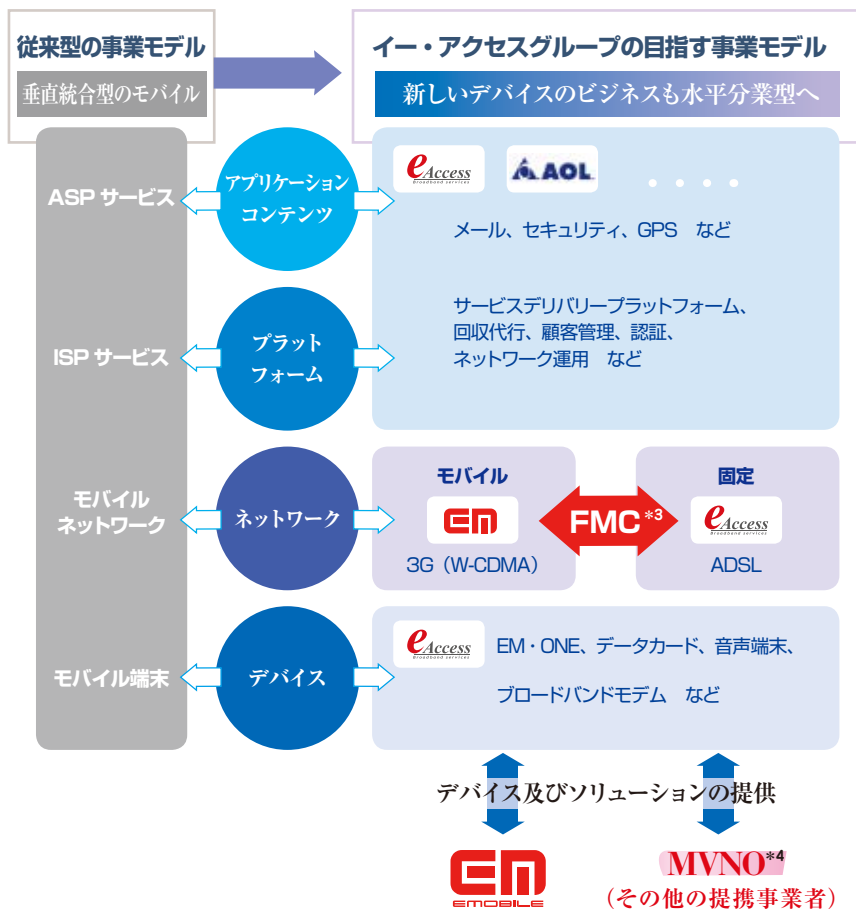 従来型の事業モデル
垂直統合型のモバイル
イー・アクセスグループの目指す事業モデル
新しいデバイスのビジネスも水平分業型へ
ASP サービス
アプリケーション
コンテンツ
eAccess
Broadband services
AOL
・・・・
メール、セキュリティ、GPS など
ISP サービス
プラット
フォーム
サービスデリバリープラットフォーム、
回収代行、顧客管理、認証、
ネットワーク運用 など
モバイル
ネットワーク
ネットワーク
モバイル
EM
3G（W-CDMA）
FMC*3
固定
eAccess
Broadband services
ADSL
モバイル端末
デバイス
eAccess
Broadband services
EM・ONE、データカード、音声端末、
ブロードバンドモデム など
デバイス及びソリューションの提供
EM
EMOBILE
MVNO*4
（その他の提携事業者）